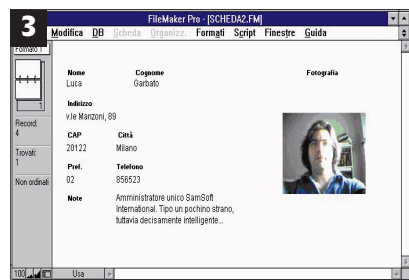 3
FileMaker Pro - [SCHEDA2.FM]
Modifica DB Scheda Organizz. Formati Script Finestre Guida
Formato 1
Nome Cognome Fotografia
Luca Garbato
1
Indirizzo
v.le Manzoni, 89
Record:
4
CAP Città
20122 Milano
Trovati:
1
Pref. Telefono
02 856523
Non ordinati
Note Amministratore unico SamSoft
International. Tipo un pochino strano,
tuttavia decisamente intelligente...
100 Usa